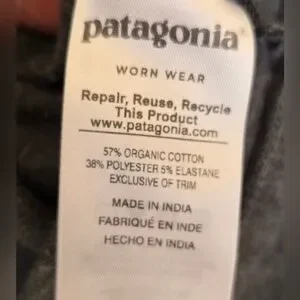 patagonia®
WORN WEAR
Repair, Reuse, Recycle
This Product
www.patagonia.com
57% ORGANIC COTTON
38% POLYESTER 5% ELASTANE
EXCLUSIVE OF TRIM
MADE IN INDIA
FABRIQUÉ EN INDE
HECHO EN INDIA